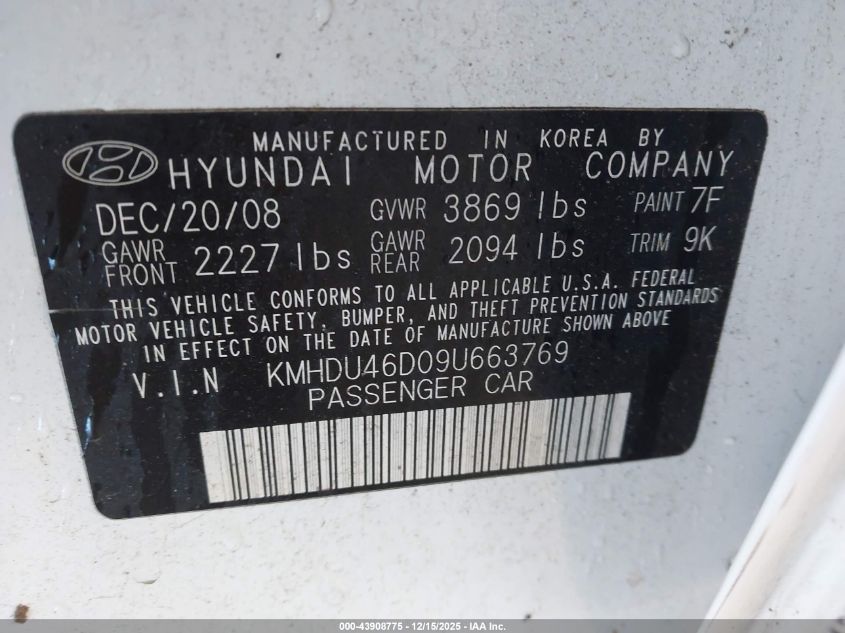 MANUFACTURED IN KOREA BY
HYUNDAI MOTOR COMPANY
DEC/20/08 GVWR 3869 lbs PAINT 7F
GAWR FRONT 2227 lbs GAWR REAR 2094 lbs TRIM 9K
THIS VEHICLE CONFORMS TO ALL APPLICABLE U.S.A. FEDERAL
MOTOR VEHICLE SAFETY, BUMPER, AND THEFT PREVENTION STANDARDS
IN EFFECT ON THE DATE OF MANUFACTURE SHOWN ABOVE
V.I.N KMHDU46D09U663769
PASSENGER CAR
000-43908775 - 12/15/2025 - IAA Inc.